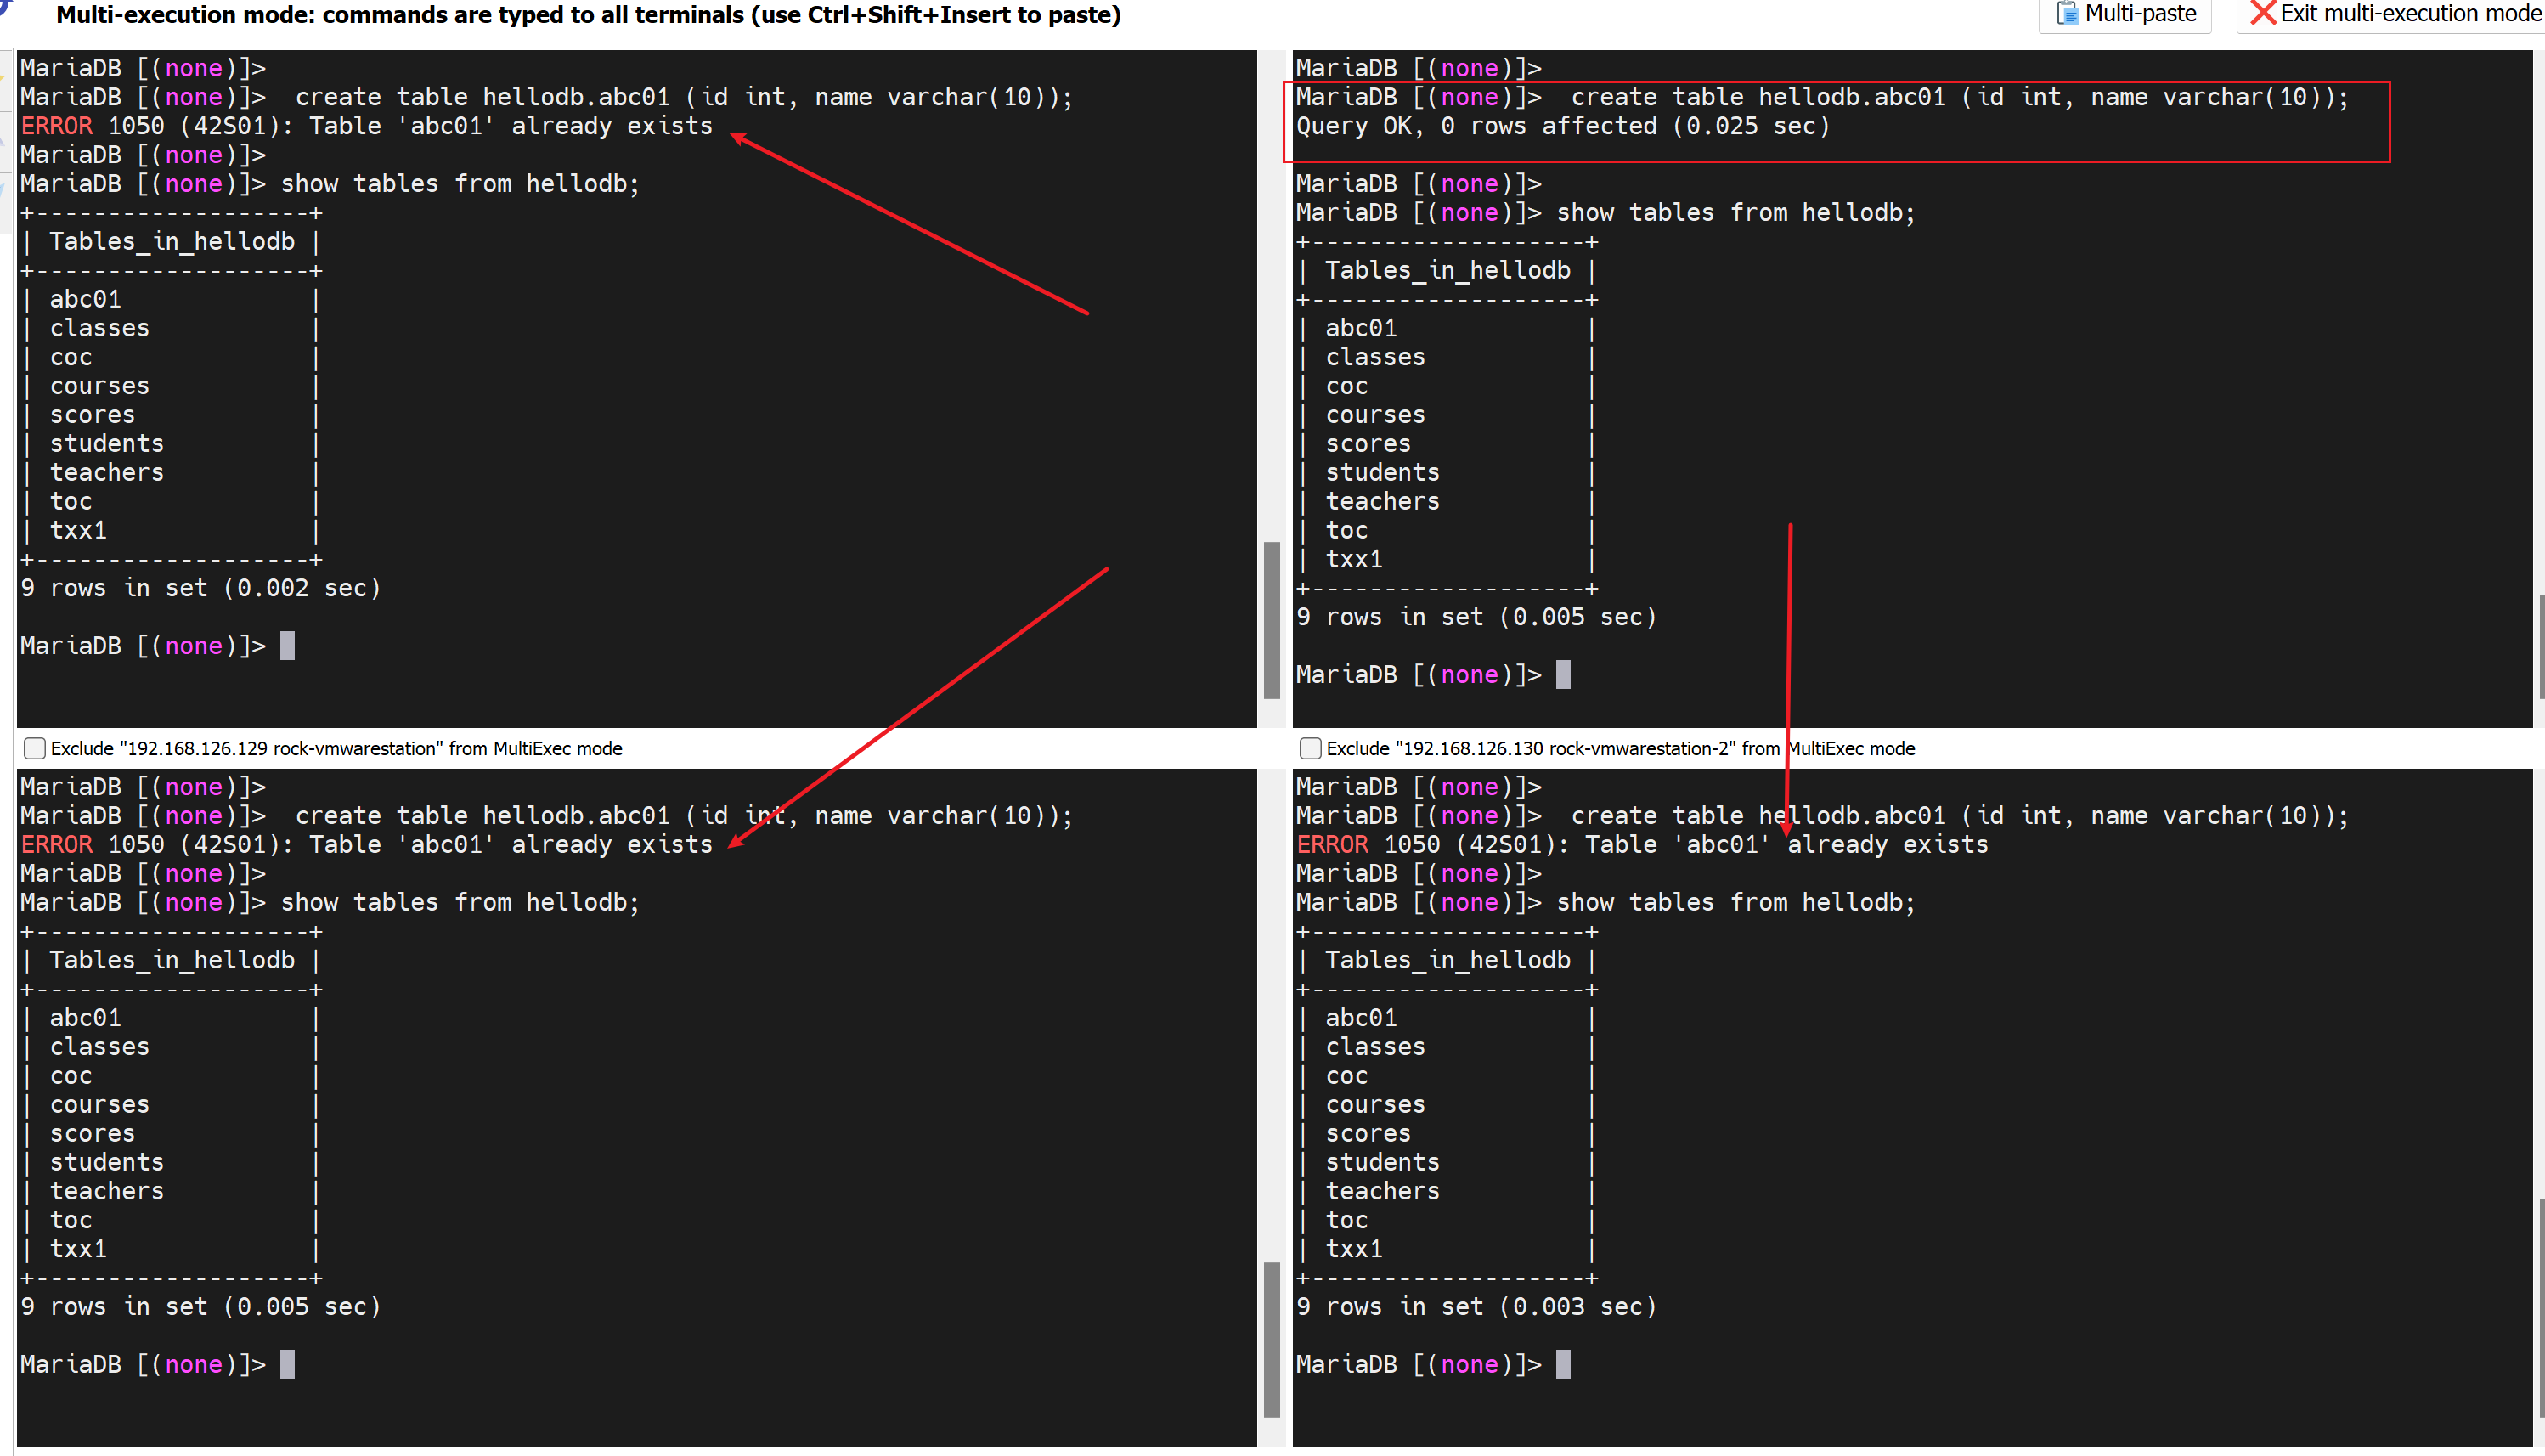 Multi-execution mode: commands are typed to all terminals (use Ctrl+Shift+Insert to paste)
Multi-paste
Exit multi-execution mode
MariaDB [(none)]>
MariaDB [(none)]>  create table hellodb.abc01 (id int, name varchar(10));
ERROR 1050 (42S01): Table 'abc01' already exists
MariaDB [(none)]>
MariaDB [(none)]> show tables from hellodb;
+-------------------+
| Tables_in_hellodb |
+-------------------+
| abc01             |
| classes           |
| coc               |
| courses           |
| scores            |
| students          |
| teachers          |
| toc               |
| txx1              |
+-------------------+
9 rows in set (0.002 sec)
MariaDB [(none)]>
MariaDB [(none)]>
MariaDB [(none)]>  create table hellodb.abc01 (id int, name varchar(10));
Query OK, 0 rows affected (0.025 sec)
MariaDB [(none)]>
MariaDB [(none)]> show tables from hellodb;
+-------------------+
| Tables_in_hellodb |
+-------------------+
| abc01             |
| classes           |
| coc               |
| courses           |
| scores            |
| students          |
| teachers          |
| toc               |
| txx1              |
+-------------------+
9 rows in set (0.005 sec)
MariaDB [(none)]>
Exclude "192.168.126.129 rock-vmwarestation" from MultiExec mode
Exclude "192.168.126.130 rock-vmwarestation-2" from MultiExec mode
MariaDB [(none)]>
MariaDB [(none)]>  create table hellodb.abc01 (id int, name varchar(10));
ERROR 1050 (42S01): Table 'abc01' already exists
MariaDB [(none)]>
MariaDB [(none)]> show tables from hellodb;
+-------------------+
| Tables_in_hellodb |
+-------------------+
| abc01             |
| classes           |
| coc               |
| courses           |
| scores            |
| students          |
| teachers          |
| toc               |
| txx1              |
+-------------------+
9 rows in set (0.005 sec)
MariaDB [(none)]>
MariaDB [(none)]>
MariaDB [(none)]>  create table hellodb.abc01 (id int, name varchar(10));
ERROR 1050 (42S01): Table 'abc01' already exists
MariaDB [(none)]>
MariaDB [(none)]> show tables from hellodb;
+-------------------+
| Tables_in_hellodb |
+-------------------+
| abc01             |
| classes           |
| coc               |
| courses           |
| scores            |
| students          |
| teachers          |
| toc               |
| txx1              |
+-------------------+
9 rows in set (0.003 sec)
MariaDB [(none)]>